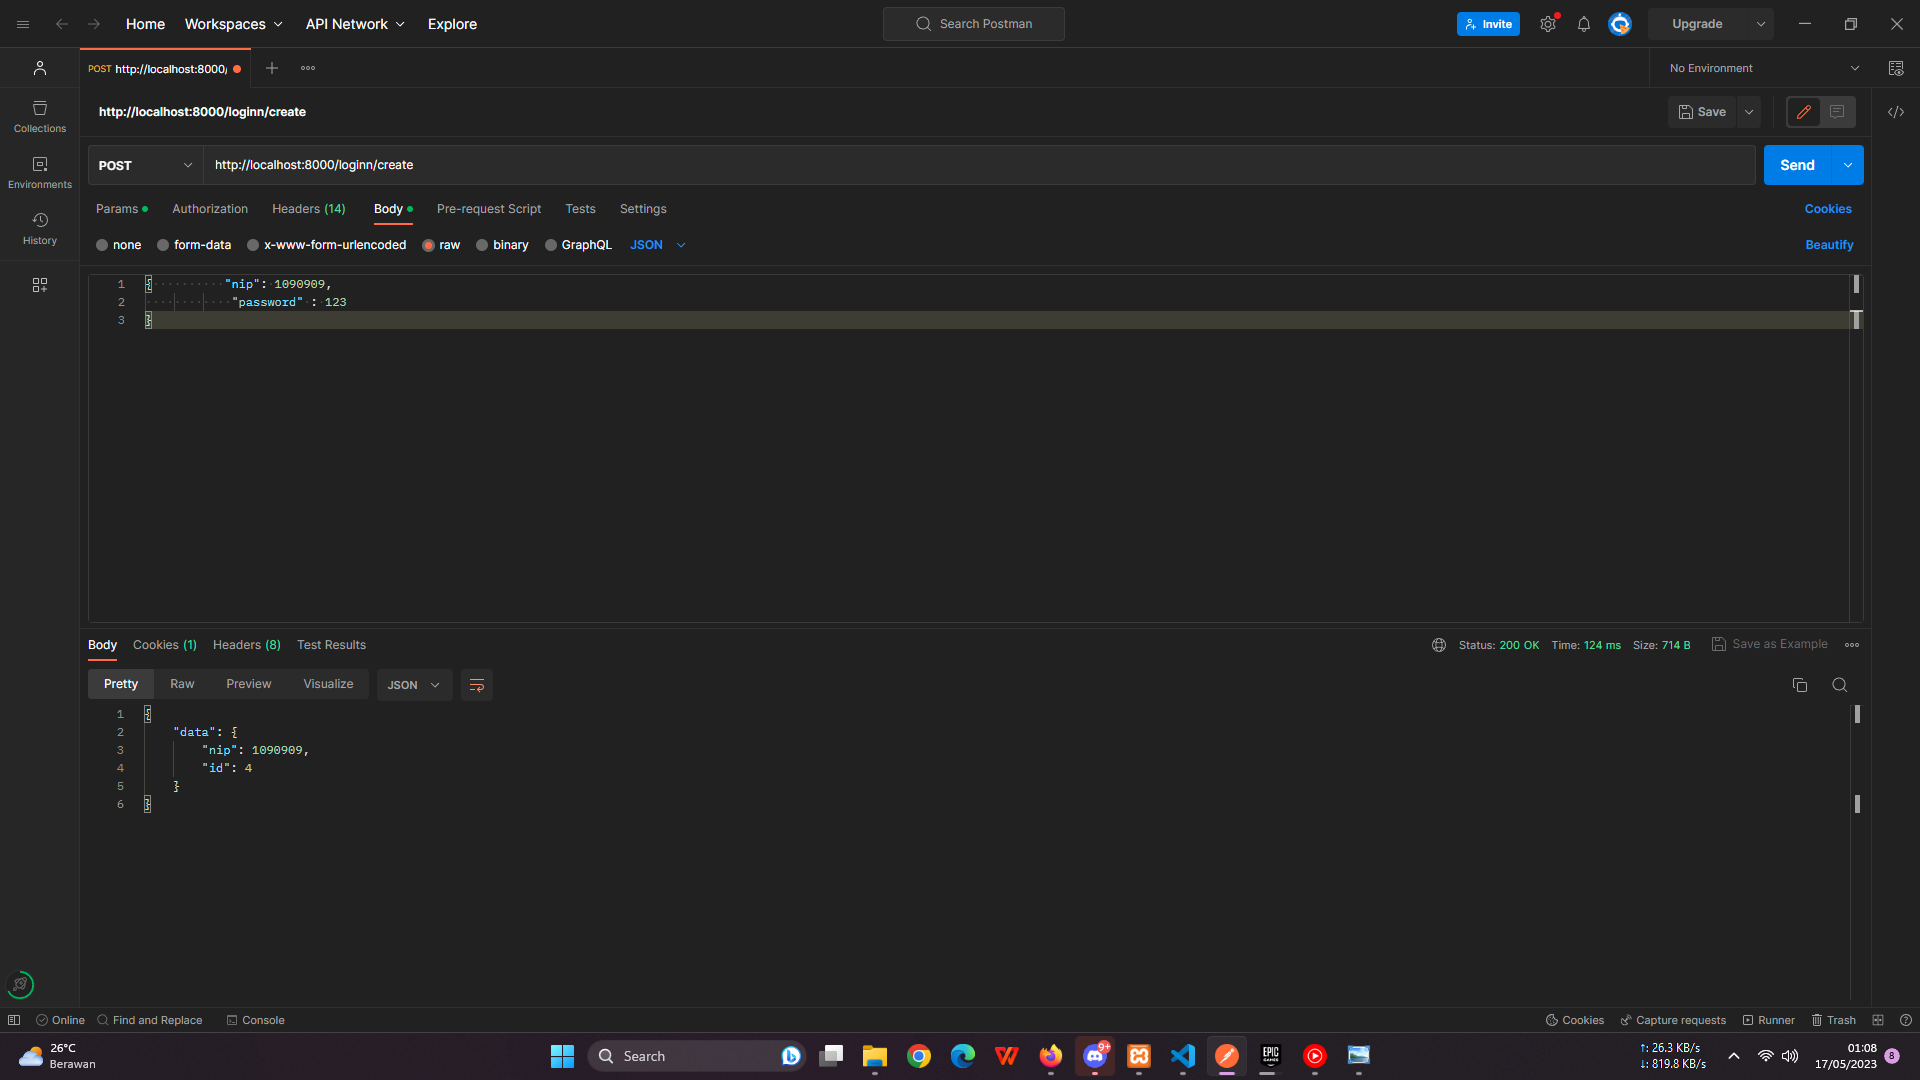 Home Workspaces API Network Explore Search Postman Invite Upgrade
POST http://localhost:8000/ No Environment
http://localhost:8000/loginn/create Save
Collections
Environments
History
POST http://localhost:8000/loginn/create Send
Params Authorization Headers (14) Body Pre-request Script Tests Settings Cookies
none form-data x-www-form-urlencoded raw binary GraphQL JSON Beautify
1 { "nip": 1090909,
2 "password" : 123
3 }
Body Cookies (1) Headers (8) Test Results Status: 200 OK Time: 124 ms Size: 714 B Save as Example
Pretty Raw Preview Visualize JSON
1 {
2 "data": {
3 "nip": 1090909,
4 "id": 4
5 }
6 }
Online Find and Replace Console Cookies Capture requests Runner Trash
26°C
Berawan
Search
9+
EPIC
GAMES
↑: 26.3 KB/s
↓: 819.8 KB/s
01:08
17/05/2023
8